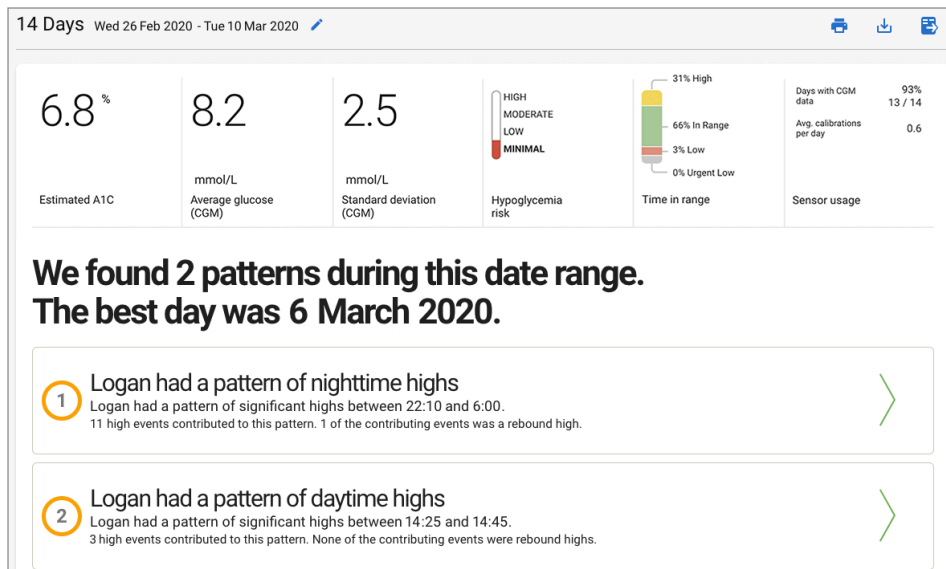 14 Days Wed 26 Feb 2020 - Tue 10 Mar 2020
6.8 %
Estimated A1C
8.2
mmol/L
Average glucose
(CGM)
2.5
mmol/L
Standard deviation
(CGM)
HIGH
MODERATE
LOW
MINIMAL
Hypoglycemia
risk
31% High
66% In Range
3% Low
0% Urgent Low
Time in range
Days with CGM
data
93%
13 / 14
Avg. calibrations
per day
0.6
Sensor usage
We found 2 patterns during this date range.
The best day was 6 March 2020.
1
Logan had a pattern of nighttime highs
Logan had a pattern of significant highs between 22:10 and 6:00.
11 high events contributed to this pattern. 1 of the contributing events was a rebound high.
2
Logan had a pattern of daytime highs
Logan had a pattern of significant highs between 14:25 and 14:45.
3 high events contributed to this pattern. None of the contributing events were rebound highs.